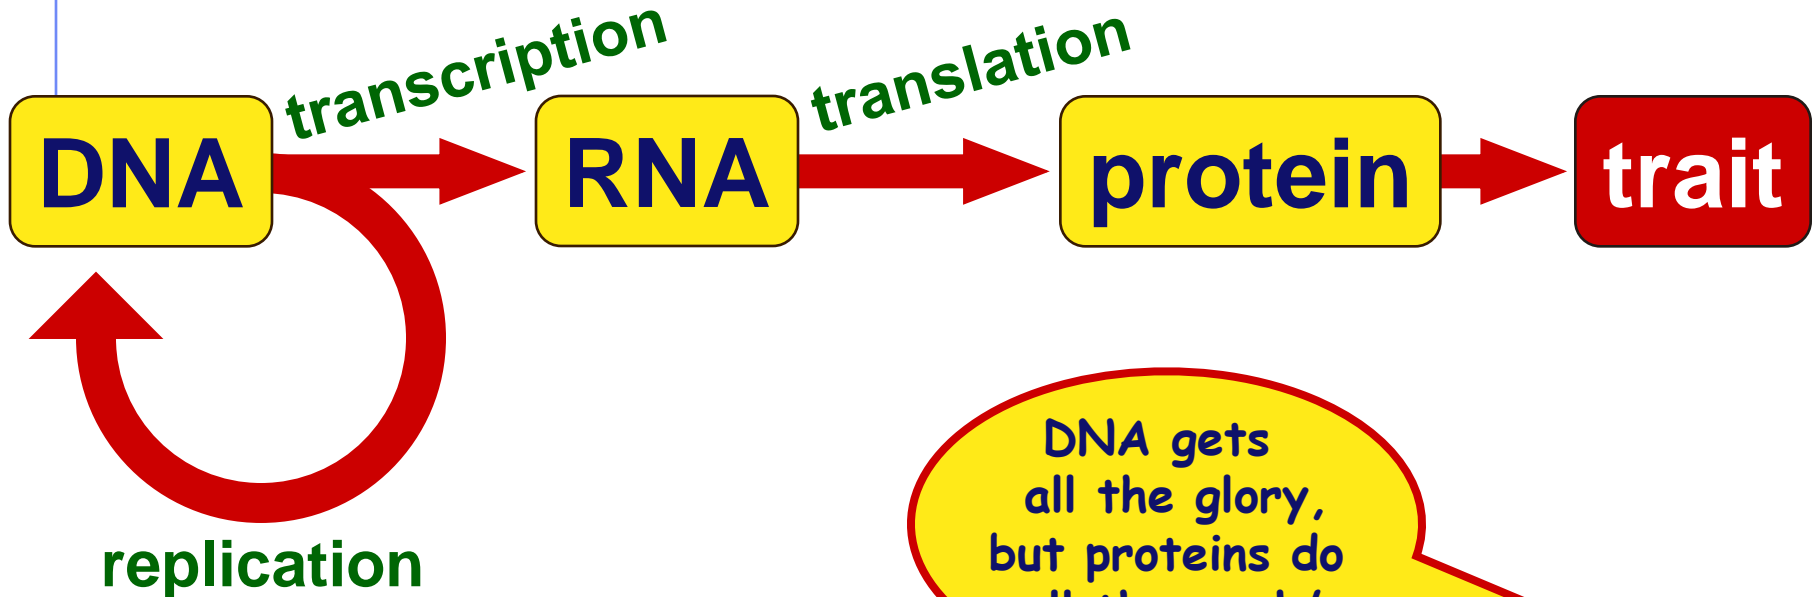 transcription
translation
DNA
RNA
protein
trait
replication
DNA gets
all the glory,
but proteins do